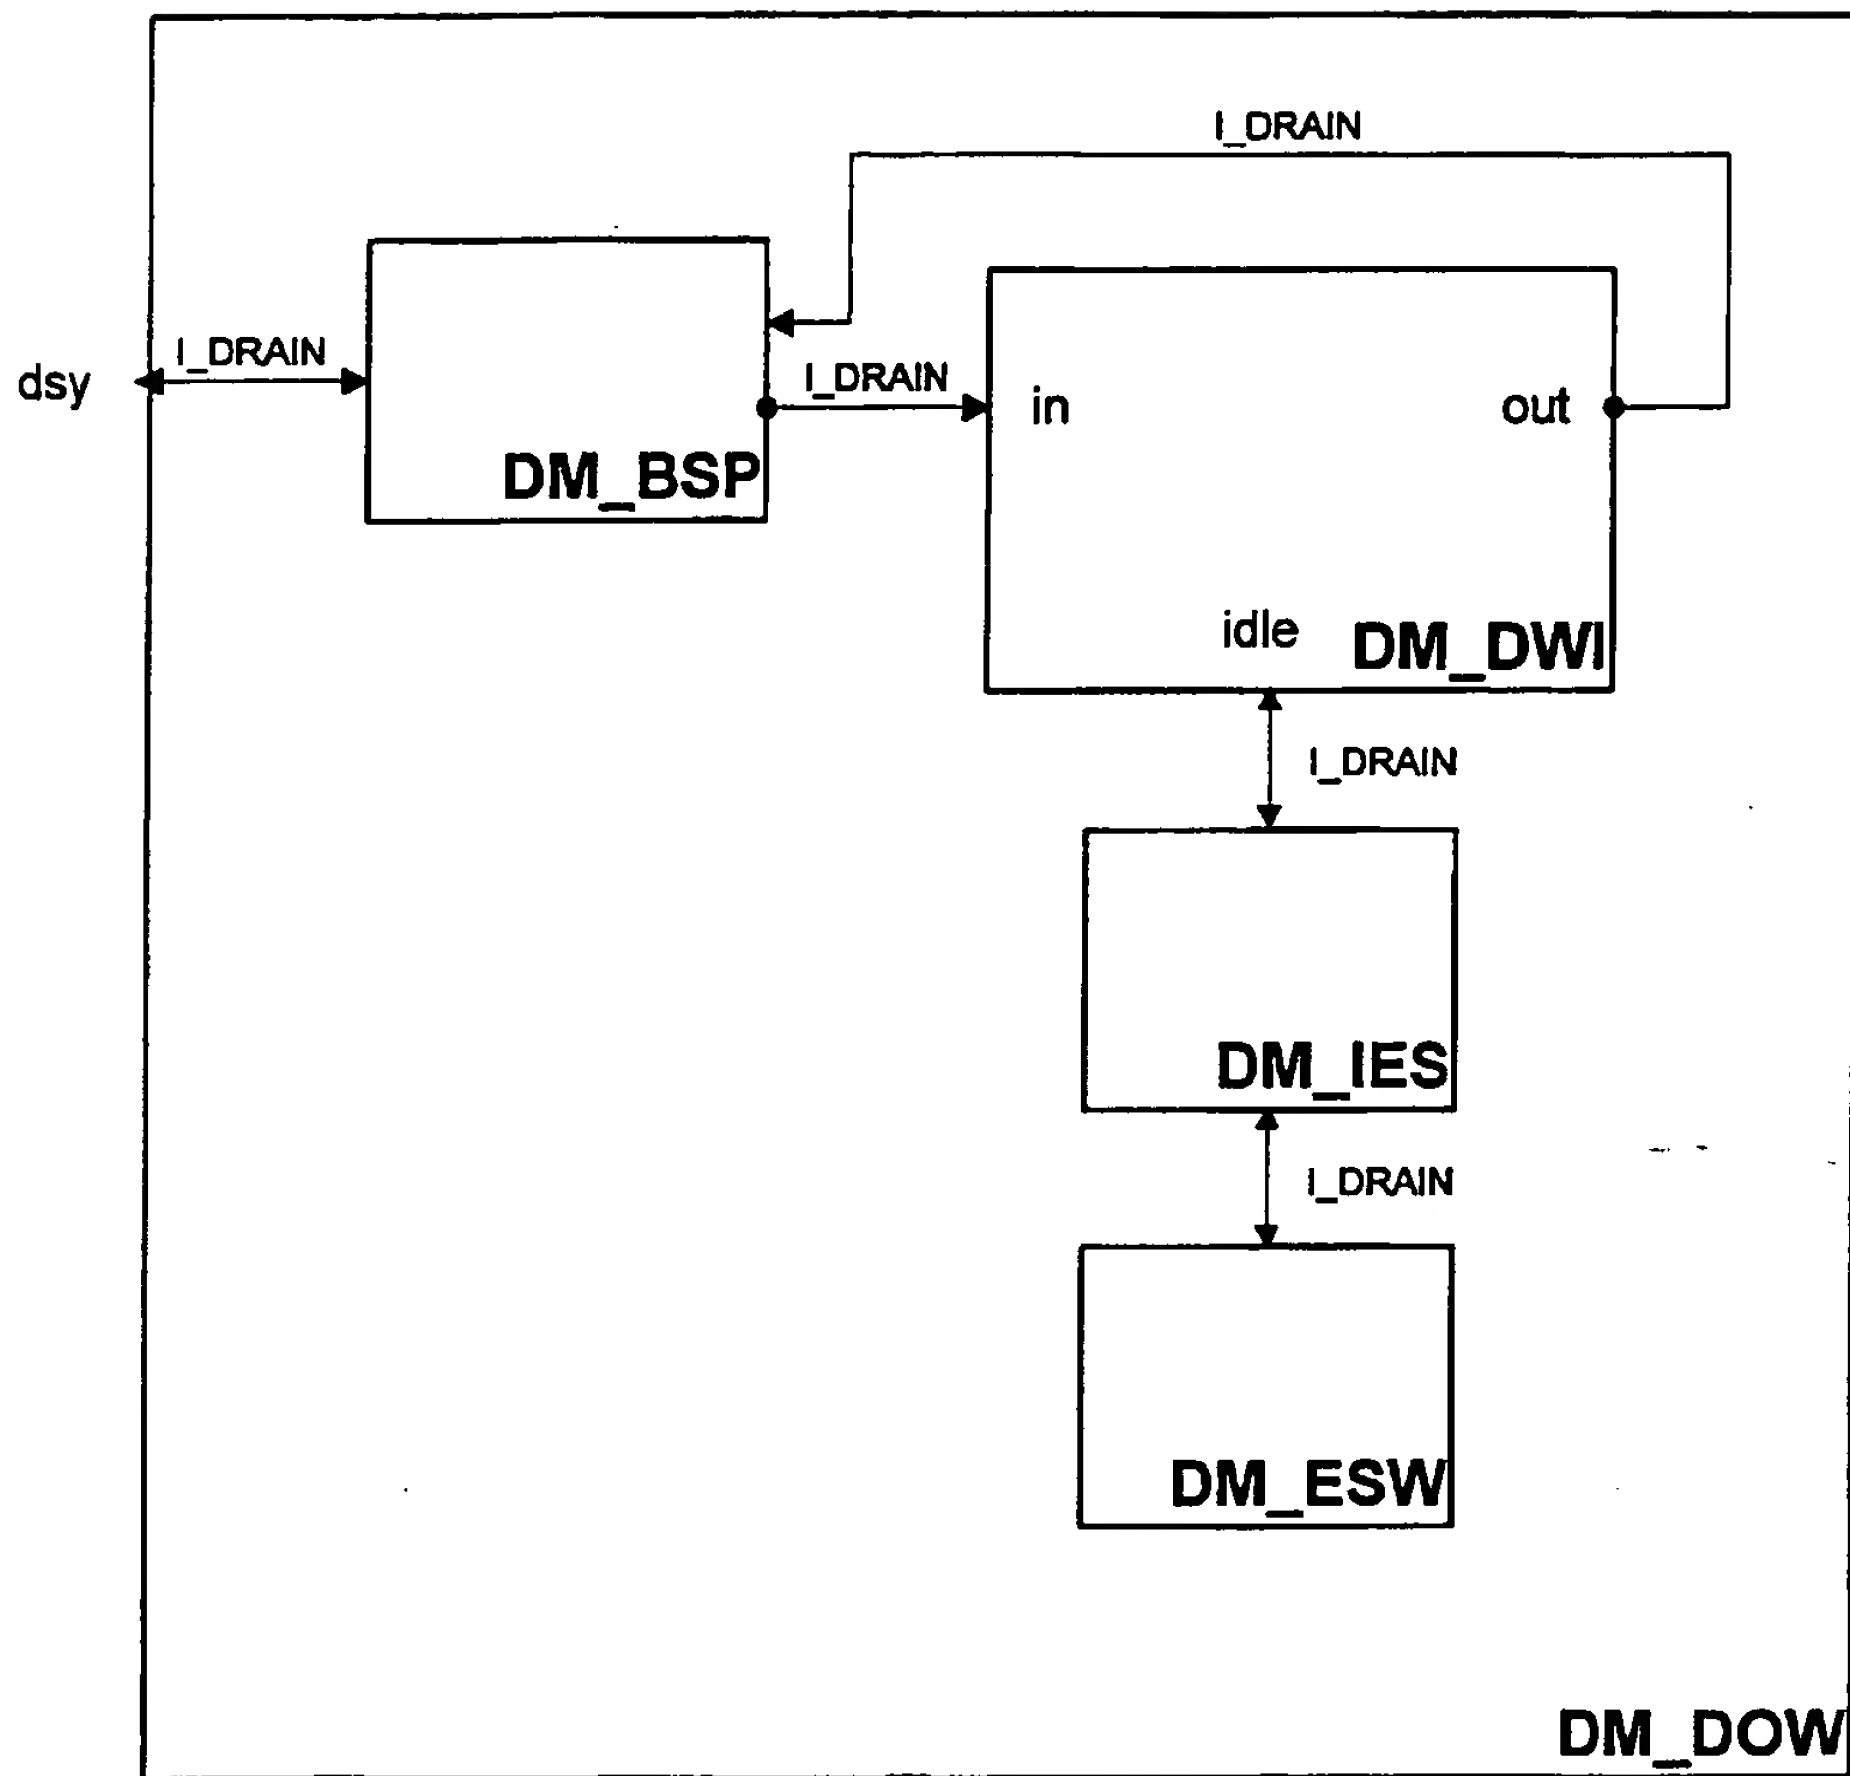 I_DRAIN
dsy
I_DRAIN
I_DRAIN
in
out
DM_BSP
idle
DM_DWI
I_DRAIN
DM_IES
I_DRAIN
DM_ESW
DM_DOW